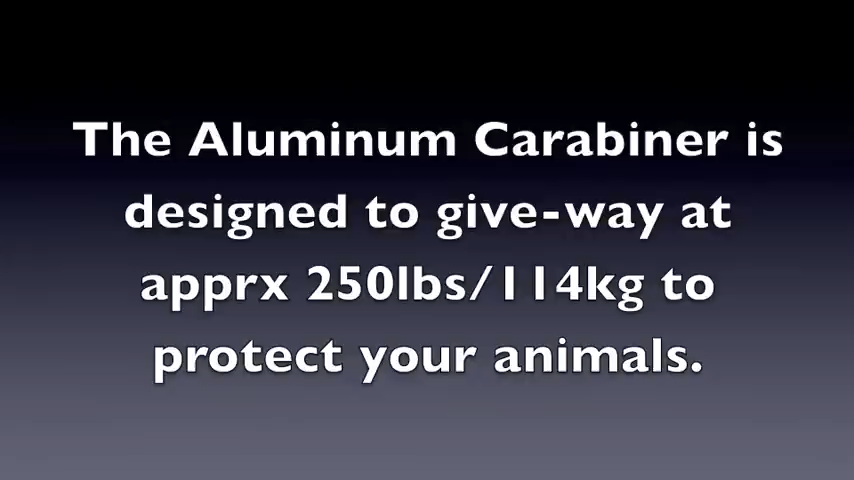 The Aluminum Carabiner is
designed to give-way at
apprx 250lbs/114kg to
protect your animals.